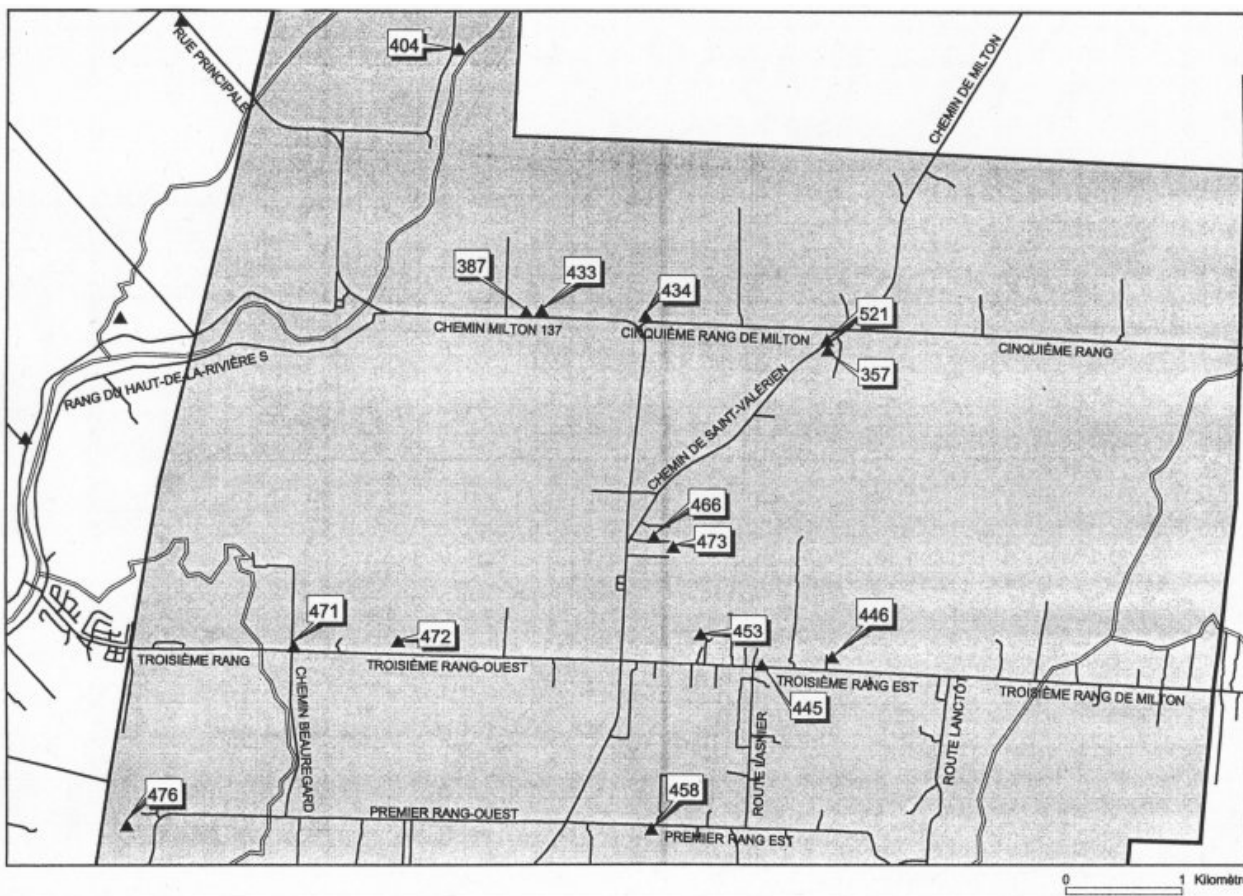 RUE PRINCIPALE
404
CHEMIN DE MILTON
387
433
434
521
CHEMIN MILTON 137
CINQUIÈME RANG DE MILTON
CINQUIÈME RANG
357
RANG DU HAUT-DE-LA-RIVIÈRE S
CHEMIN DE SAINT-VALÉRIEN
466
473
471
472
453
446
TROISIÈME RANG
TROISIÈME RANG-OUEST
TROISIÈME RANG EST
TROISIÈME RANG DE MILTON
445
CHEMIN BEAUREGARD
ROUTE LASNIER
ROUTE LANCTÔT
476
458
PREMIER RANG-OUEST
PREMIER RANG EST
0 1 Kilomètr